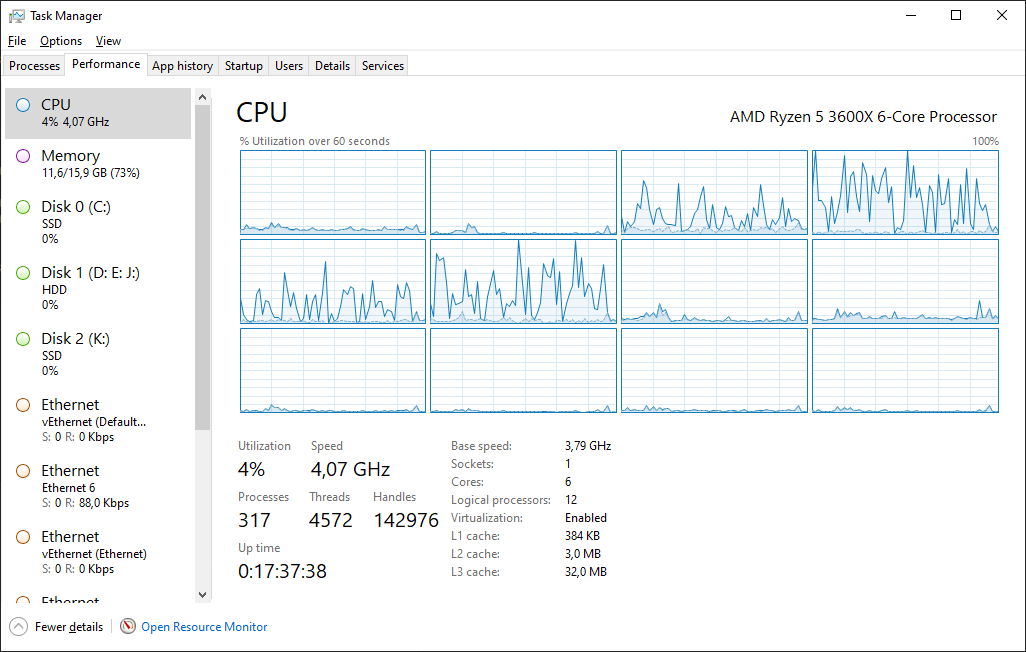 Task Manager
File Options View
Processes Performance App history Startup Users Details Services
CPU
4% 4,07 GHz
Memory
11,6/15,9 GB (73%)
Disk 0 (C:)
SSD
0%
Disk 1 (D: E: J:)
HDD
0%
Disk 2 (K:)
SSD
0%
Ethernet
vEthernet (Default...
S: 0 R: 0 Kbps
Ethernet
Ethernet 6
S: 0 R: 88,0 Kbps
Ethernet
vEthernet (Ethernet)
S: 0 R: 0 Kbps
Ethernet
CPU
AMD Ryzen 5 3600X 6-Core Processor
% Utilization over 60 seconds 100%
Utilization Speed
4% 4,07 GHz
Processes Threads Handles
317 4572 142976
Up time
0:17:37:38
Base speed: 3,79 GHz
Sockets: 1
Cores: 6
Logical processors: 12
Virtualization: Enabled
L1 cache: 384 KB
L2 cache: 3,0 MB
L3 cache: 32,0 MB
Fewer details Open Resource Monitor